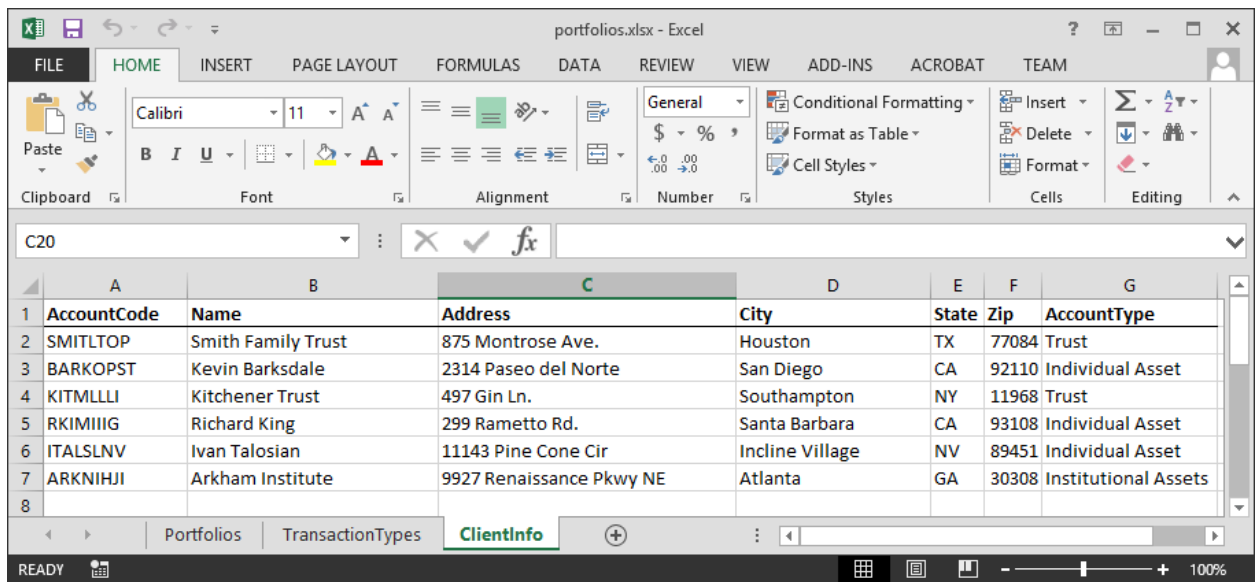 portfolios.xlsx - Excel
FILE HOME INSERT PAGE LAYOUT FORMULAS DATA REVIEW VIEW ADD-INS ACROBAT TEAM
Calibri 11 A A General Conditional Formatting Insert
Paste B I U A $ % , Format as Table Delete
.0 .00 Cell Styles Format
.00 .0
Clipboard Font Alignment Number Styles Cells Editing
C20 fx
A B C D E F G
1 AccountCode Name Address City State Zip AccountType
2 SMITLTOP Smith Family Trust 875 Montrose Ave. Houston TX 77084 Trust
3 BARKOPST Kevin Barksdale 2314 Paseo del Norte San Diego CA 92110 Individual Asset
4 KITMLLLI Kitchener Trust 497 Gin Ln. Southampton NY 11968 Trust
5 RKIMIIIG Richard King 299 Rametto Rd. Santa Barbara CA 93108 Individual Asset
6 ITALSLNV Ivan Talosian 11143 Pine Cone Cir Incline Village NV 89451 Individual Asset
7 ARKNIHJI Arkham Institute 9927 Renaissance Pkwy NE Atlanta GA 30308 Institutional Assets
8
Portfolios TransactionTypes ClientInfo
READY 100%